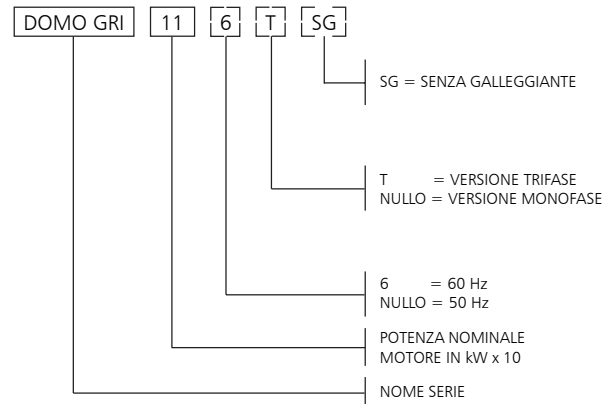 DOMO GRI 11 6 T SG
SG = SENZA GALLEGGIANTE
T = VERSIONE TRIFASE
NULLO = VERSIONE MONOFASE
6 = 60 Hz
NULLO = 50 Hz
POTENZA NOMINALE
MOTORE IN kW x 10
NOME SERIE